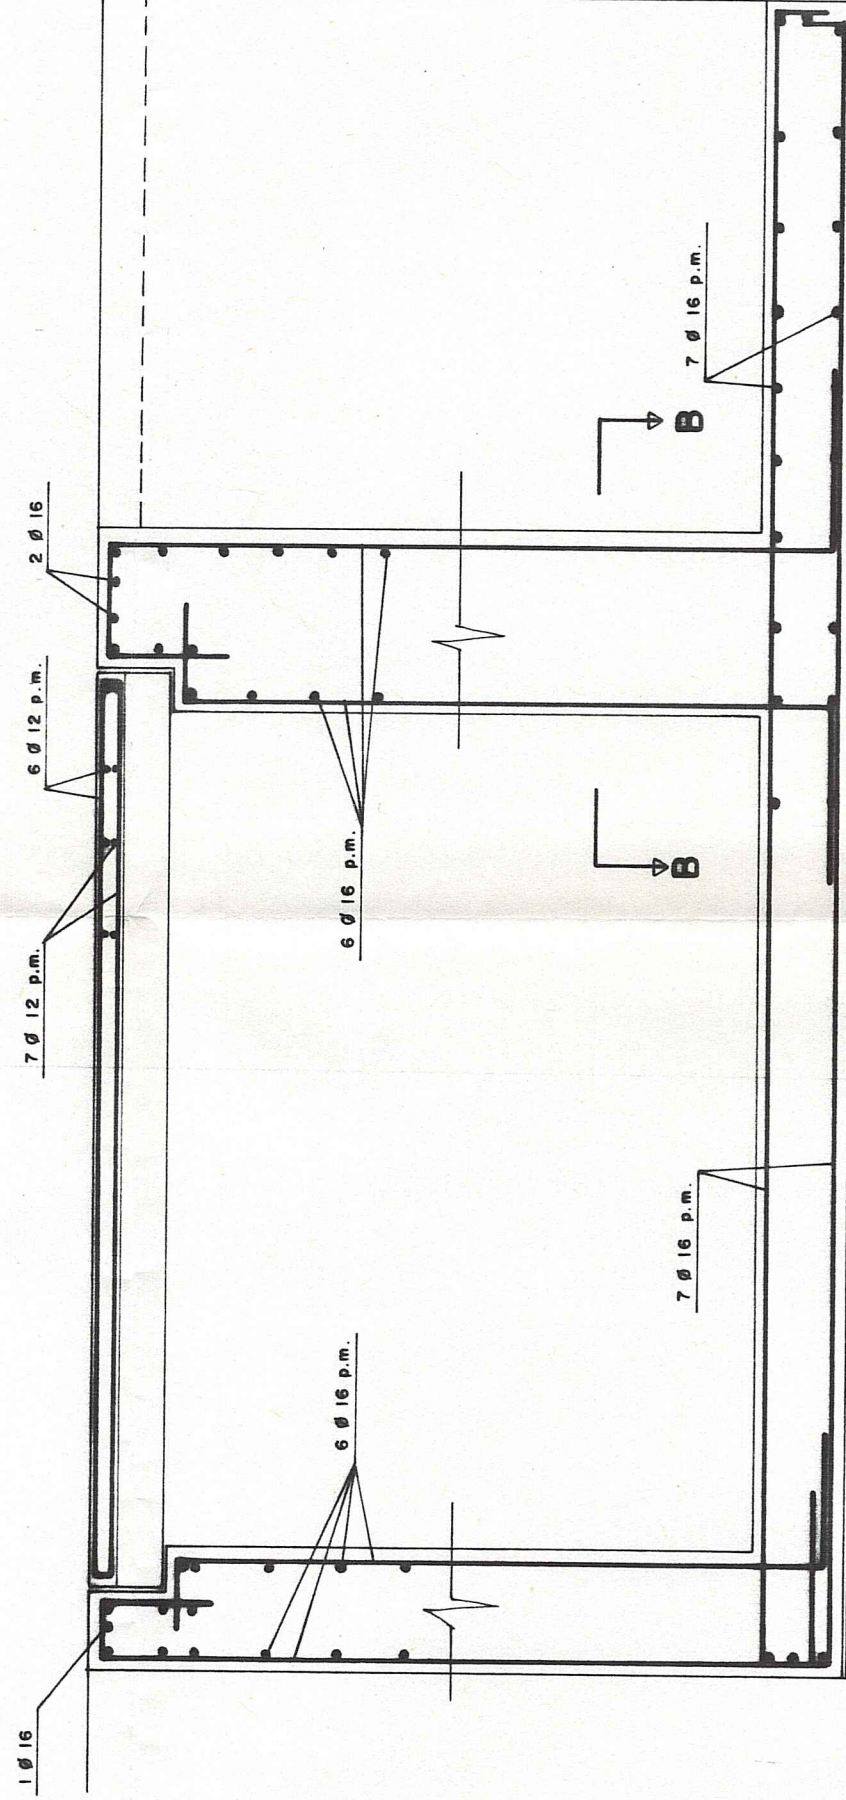 1 Ø 16
7 Ø 12 p.m.
6 Ø 12 p.m.
2 Ø 16
6 Ø 16 p.m.
6 Ø 16 p.m.
7 Ø 16 p.m.
7 Ø 16 p.m.
B
B